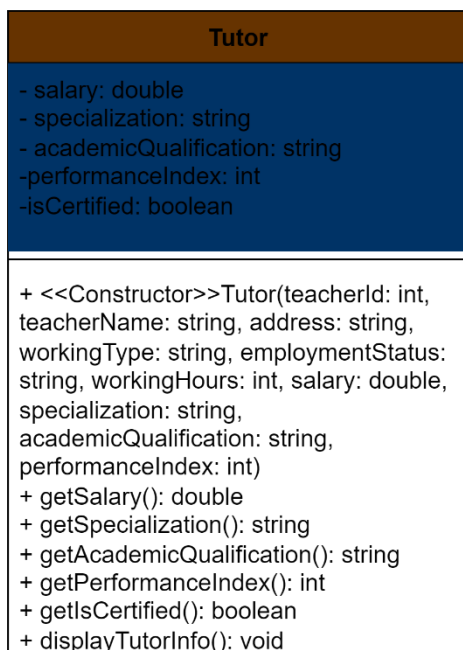 Tutor
- salary: double
- specialization: string
- academicQualification: string
-performanceIndex: int
-isCertified: boolean
+ <<Constructor>>Tutor(teacherId: int,
teacherName: string, address: string,
workingType: string, employmentStatus:
string, workingHours: int, salary: double,
specialization: string,
academicQualification: string,
performanceIndex: int)
+ getSalary(): double
+ getSpecialization(): string
+ getAcademicQualification(): string
+ getPerformanceIndex(): int
+ getIsCertified(): boolean
+ displayTutorInfo(): void